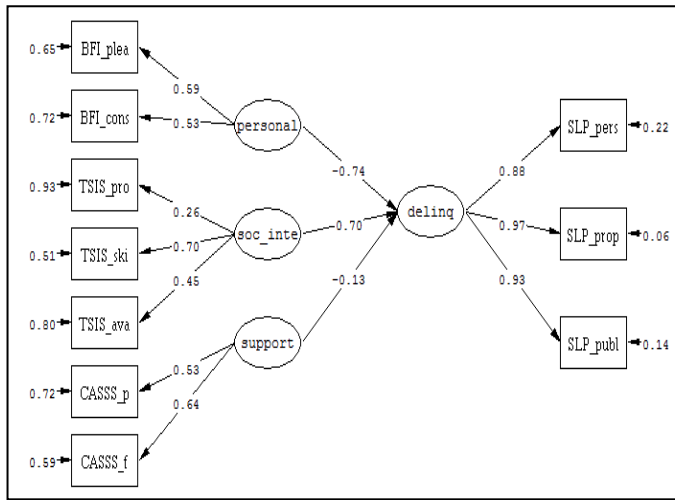 0.65
BFI_plea
0.59
0.72
BFI_cons
0.53
personal
SLP_pers
0.22
0.93
TSIS_pro
-0.74
0.88
0.26
0.51
TSIS_ski
0.70
soc_inte
0.70
delinq
0.97
SLP_prop
0.06
0.45
0.80
TSIS_ava
-0.13
0.93
support
SLP_publ
0.14
0.72
CASSS_p
0.53
0.64
0.59
CASSS_f